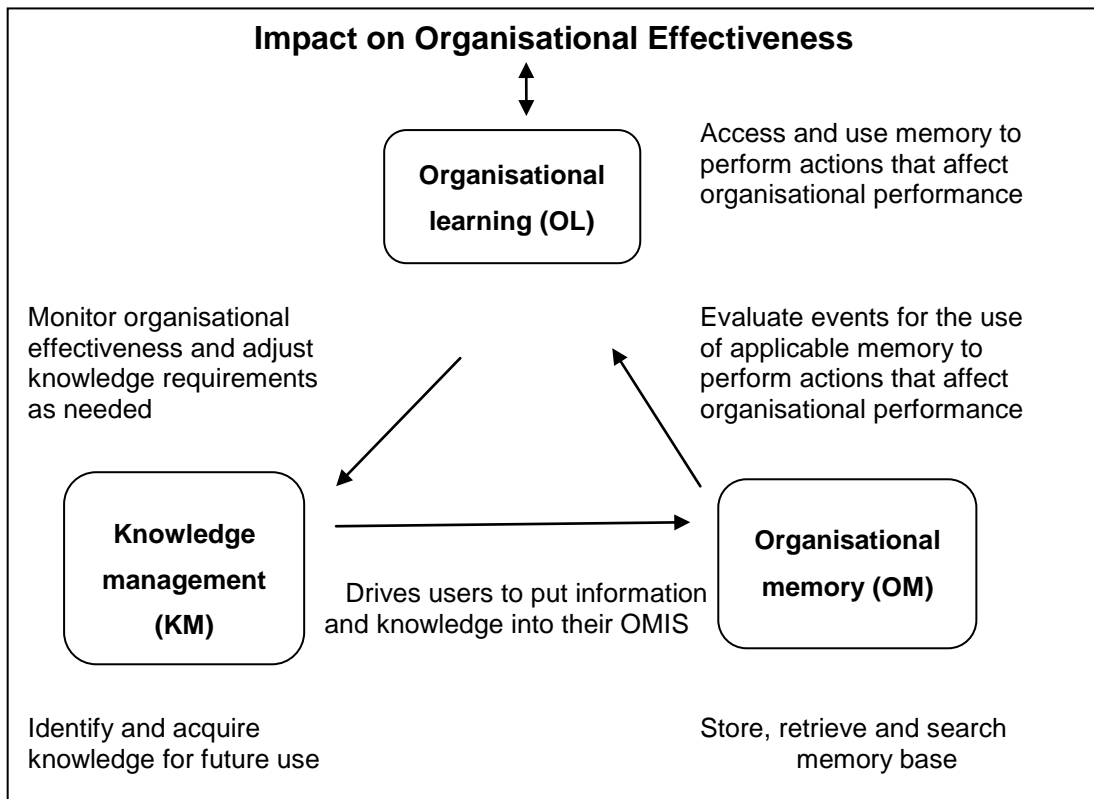 Impact on Organisational Effectiveness
Organisational
learning (OL)
Access and use memory to
perform actions that affect
organisational performance
Monitor organisational
effectiveness and adjust
knowledge requirements
as needed
Evaluate events for the use
of applicable memory to
perform actions that affect
organisational performance
Knowledge
management
(KM)
Drives users to put information
and knowledge into their OMIS
Organisational
memory (OM)
Identify and acquire
knowledge for future use
Store, retrieve and search
memory base